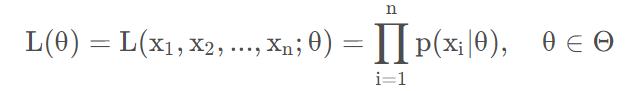 L(θ) = L(x₁, x₂, ..., xₙ; θ) = ∏ᵢ₌₁ⁿ p(xᵢ|θ),   θ ∈ Θ